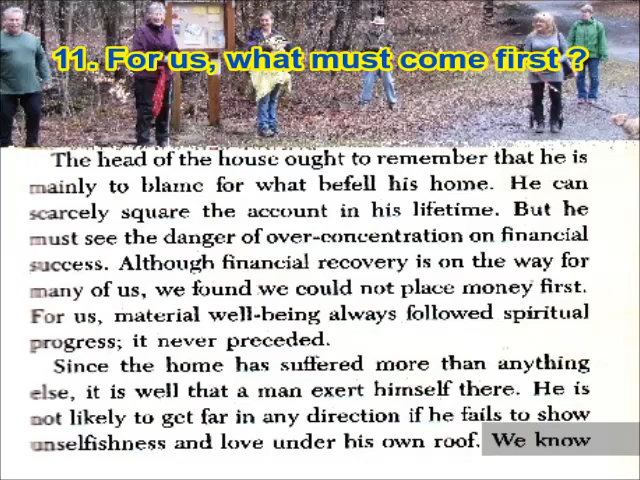 11. For us, what must come first ?
The head of the house ought to remember that he is
mainly to blame for what befell his home. He can
scarcely square the account in his lifetime. But he
must see the danger of over-concentration on financial
success. Although financial recovery is on the way for
many of us, we found we could not place money first.
For us, material well-being always followed spiritual
progress; it never preceded.
Since the home has suffered more than anything
else, it is well that a man exert himself there. He is
not likely to get far in any direction if he fails to show
unselfishness and love under his own roof. We know